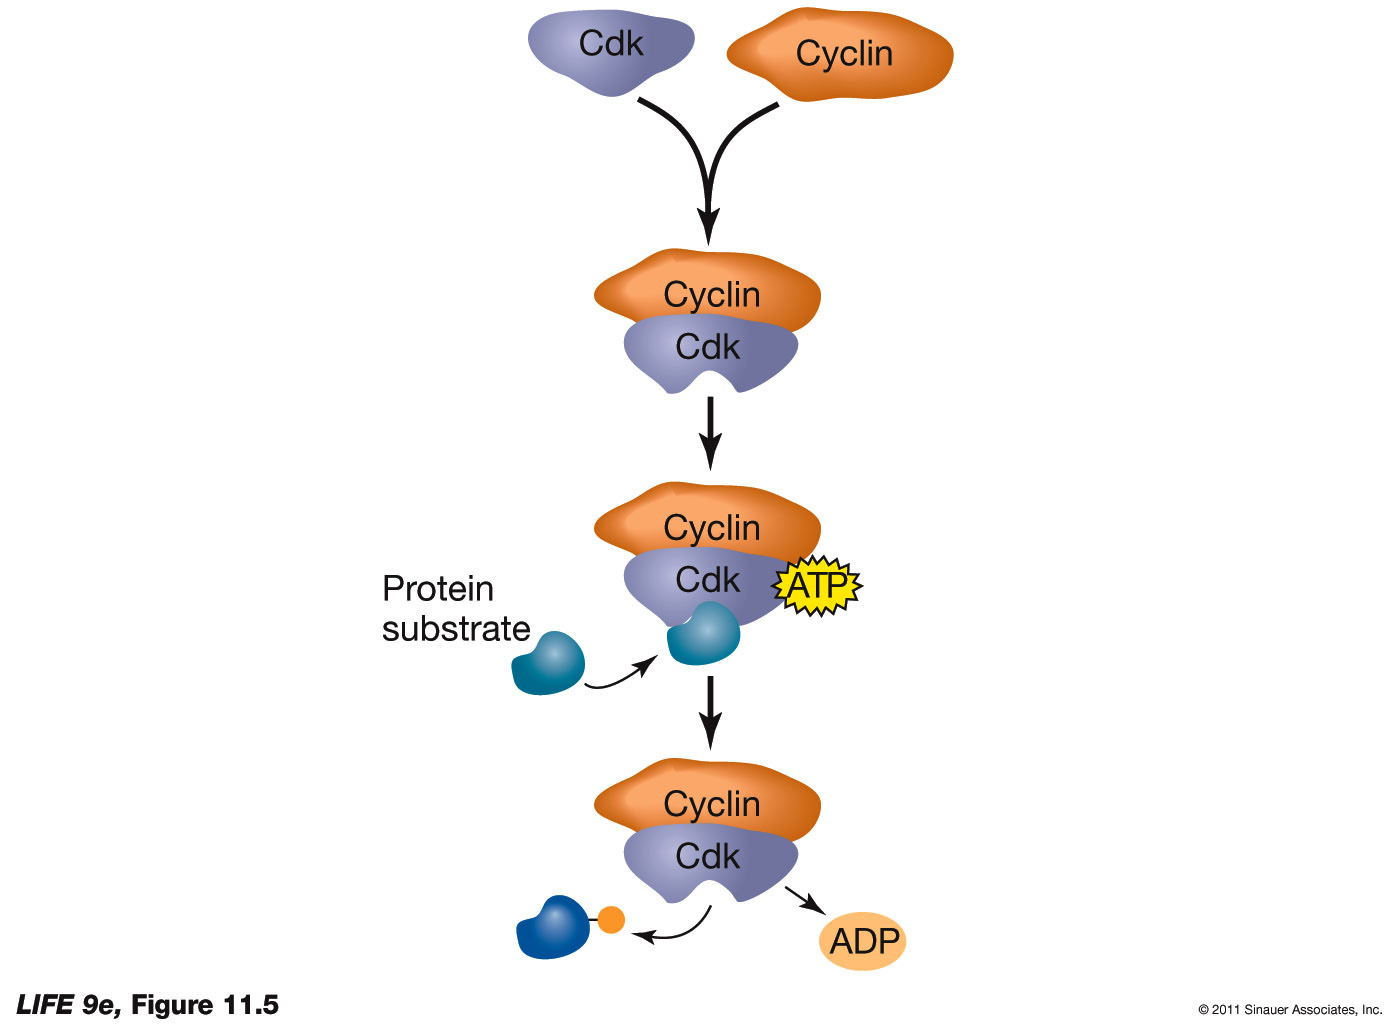 Cdk
Cyclin
Cyclin
Cdk
Cyclin
Cdk
ATP
Protein
substrate
Cyclin
Cdk
ADP
LIFE 9e, Figure 11.5
© 2011 Sinauer Associates, Inc.